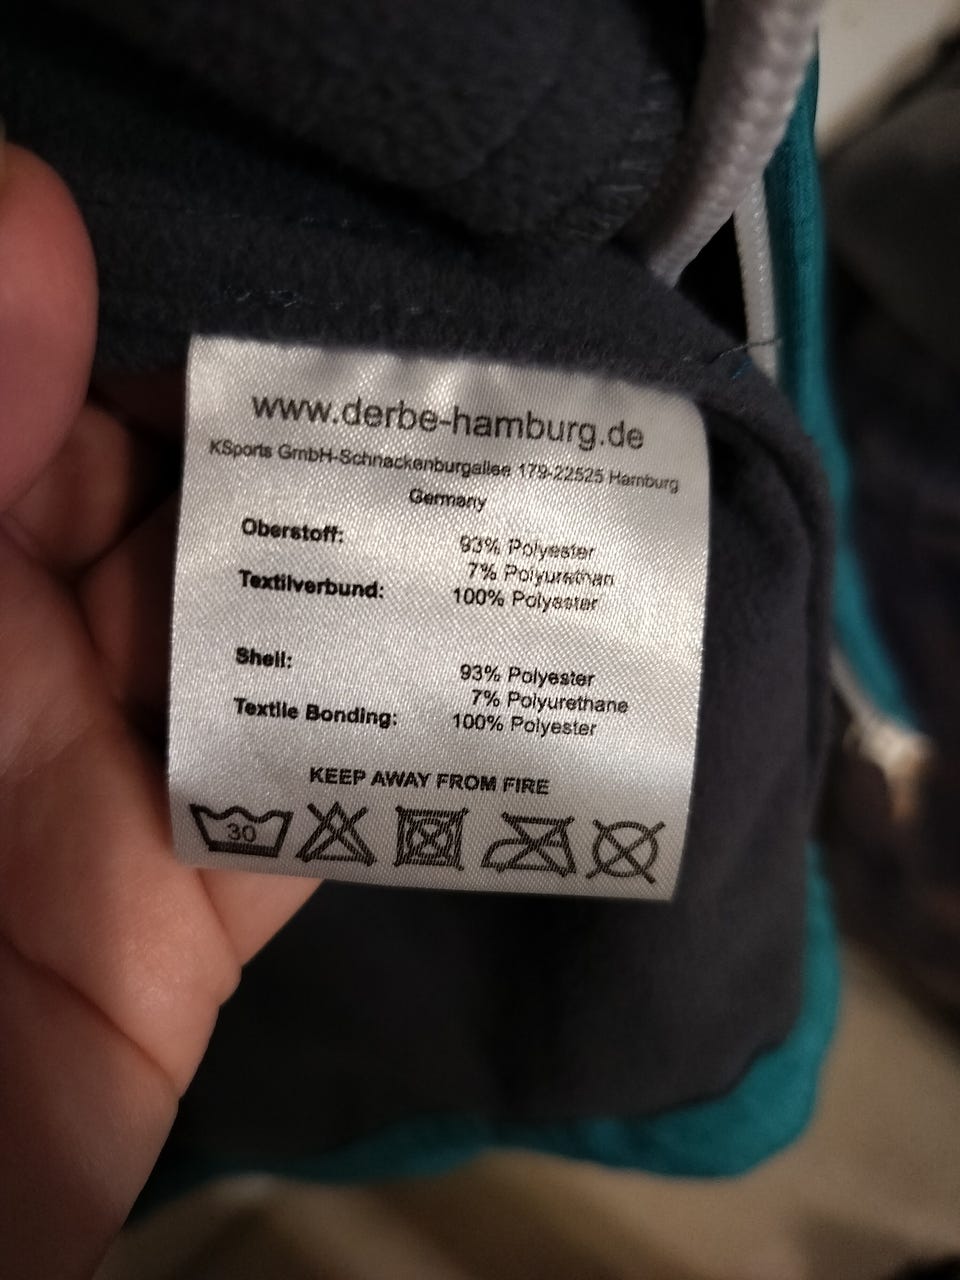 www.derbe-hamburg.de
KSports GmbH-Schnackenburgallee 179-22525 Hamburg
Germany
Oberstoff: 93% Polyester
7% Polyurethan
Textilverbund: 100% Polyester
Shell: 93% Polyester
7% Polyurethane
Textile Bonding: 100% Polyester
KEEP AWAY FROM FIRE
30